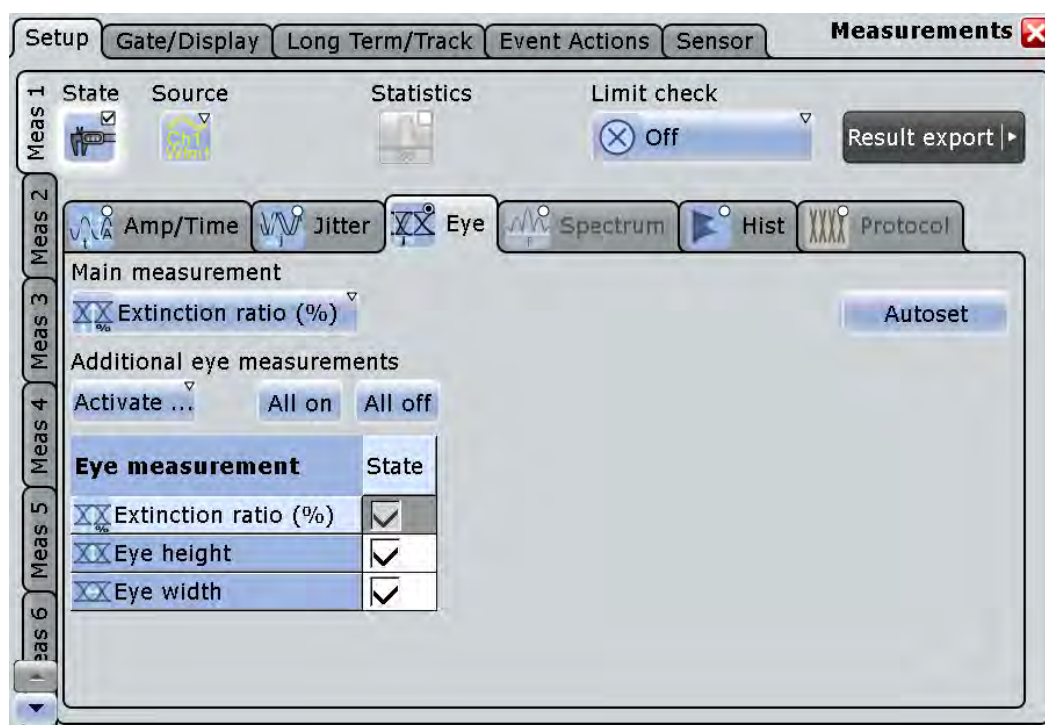 Setup Gate/Display Long Term/Track Event Actions Sensor Measurements
Meas 1
Meas 2
Meas 3
Meas 4
Meas 5
State Source Statistics Limit check
Ch1 Off Result export
Amp/Time Jitter Eye Spectrum Hist Protocol
Main measurement
Extinction ratio (%) Autoset
Additional eye measurements
Activate ... All on All off
Eye measurement State
Extinction ratio (%)
Eye height
Eye width